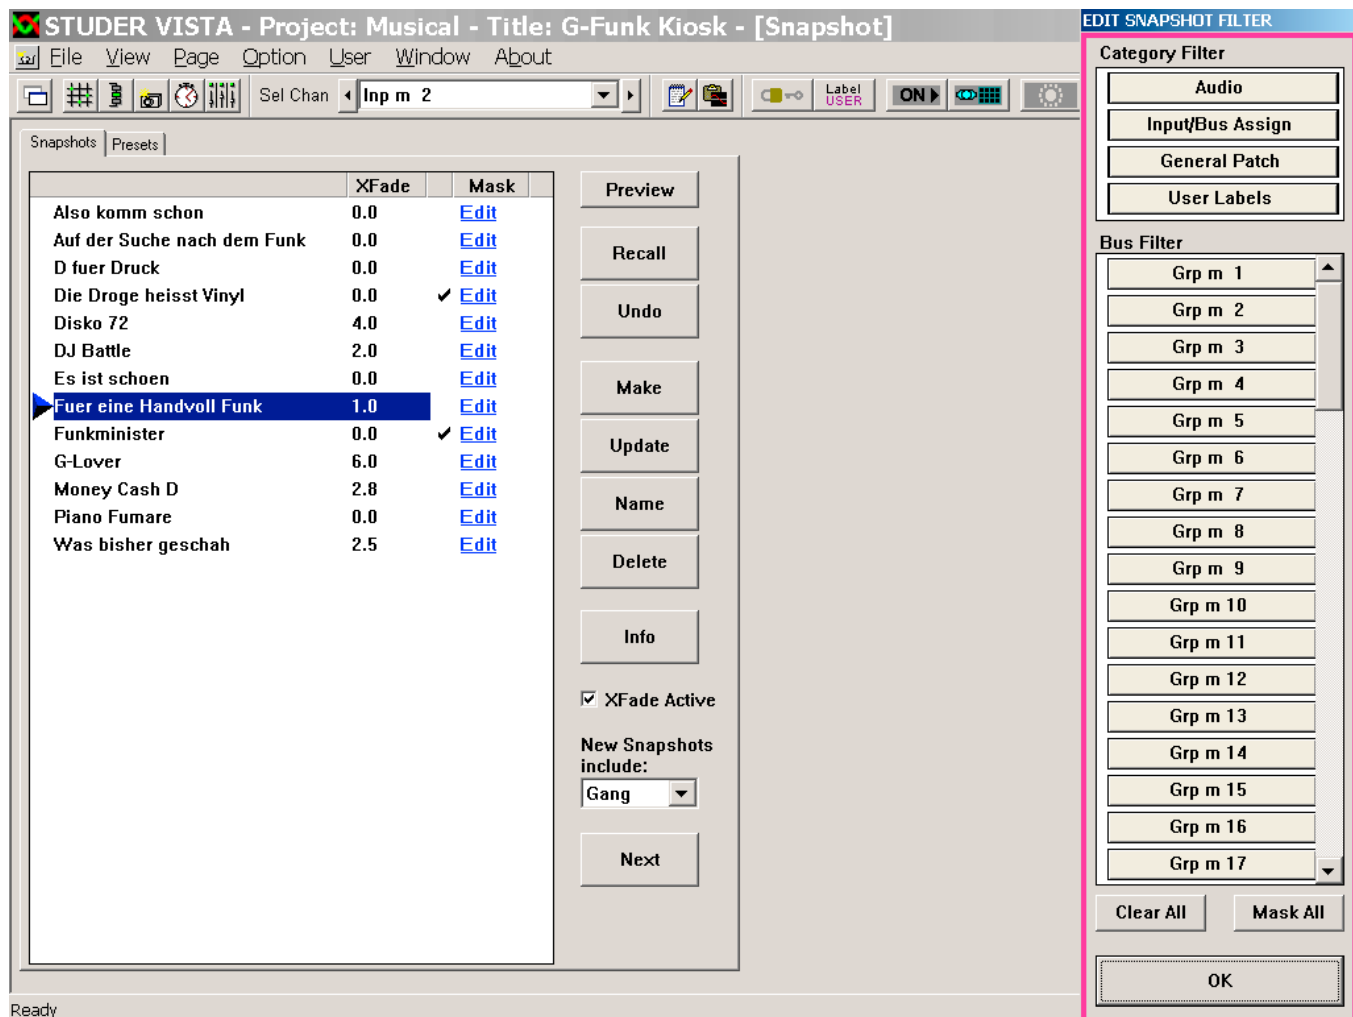 STUDER VISTA - Project: Musical - Title: G-Funk Kiosk - [Snapshot]
File View Page Option User Window About
Sel Chan Inp m 2 Label USER ON
Snapshots Presets
XFade Mask
Also komm schon 0.0 Edit
Auf der Suche nach dem Funk 0.0 Edit
D fuer Druck 0.0 Edit
Die Droge heisst Vinyl 0.0 Edit
Disko 72 4.0 Edit
DJ Battle 2.0 Edit
Es ist schoen 0.0 Edit
Fuer eine Handvoll Funk 1.0 Edit
Funkminister 0.0 Edit
G-Lover 6.0 Edit
Money Cash D 2.8 Edit
Piano Fumare 0.0 Edit
Was bisher geschah 2.5 Edit
Preview
Recall
Undo
Make
Update
Name
Delete
Info
XFade Active
New Snapshots
include:
Gang
Next
Ready
EDIT SNAPSHOT FILTER
Category Filter
Audio
Input/Bus Assign
General Patch
User Labels
Bus Filter
Grp m 1
Grp m 2
Grp m 3
Grp m 4
Grp m 5
Grp m 6
Grp m 7
Grp m 8
Grp m 9
Grp m 10
Grp m 11
Grp m 12
Grp m 13
Grp m 14
Grp m 15
Grp m 16
Grp m 17
Clear All Mask All
OK